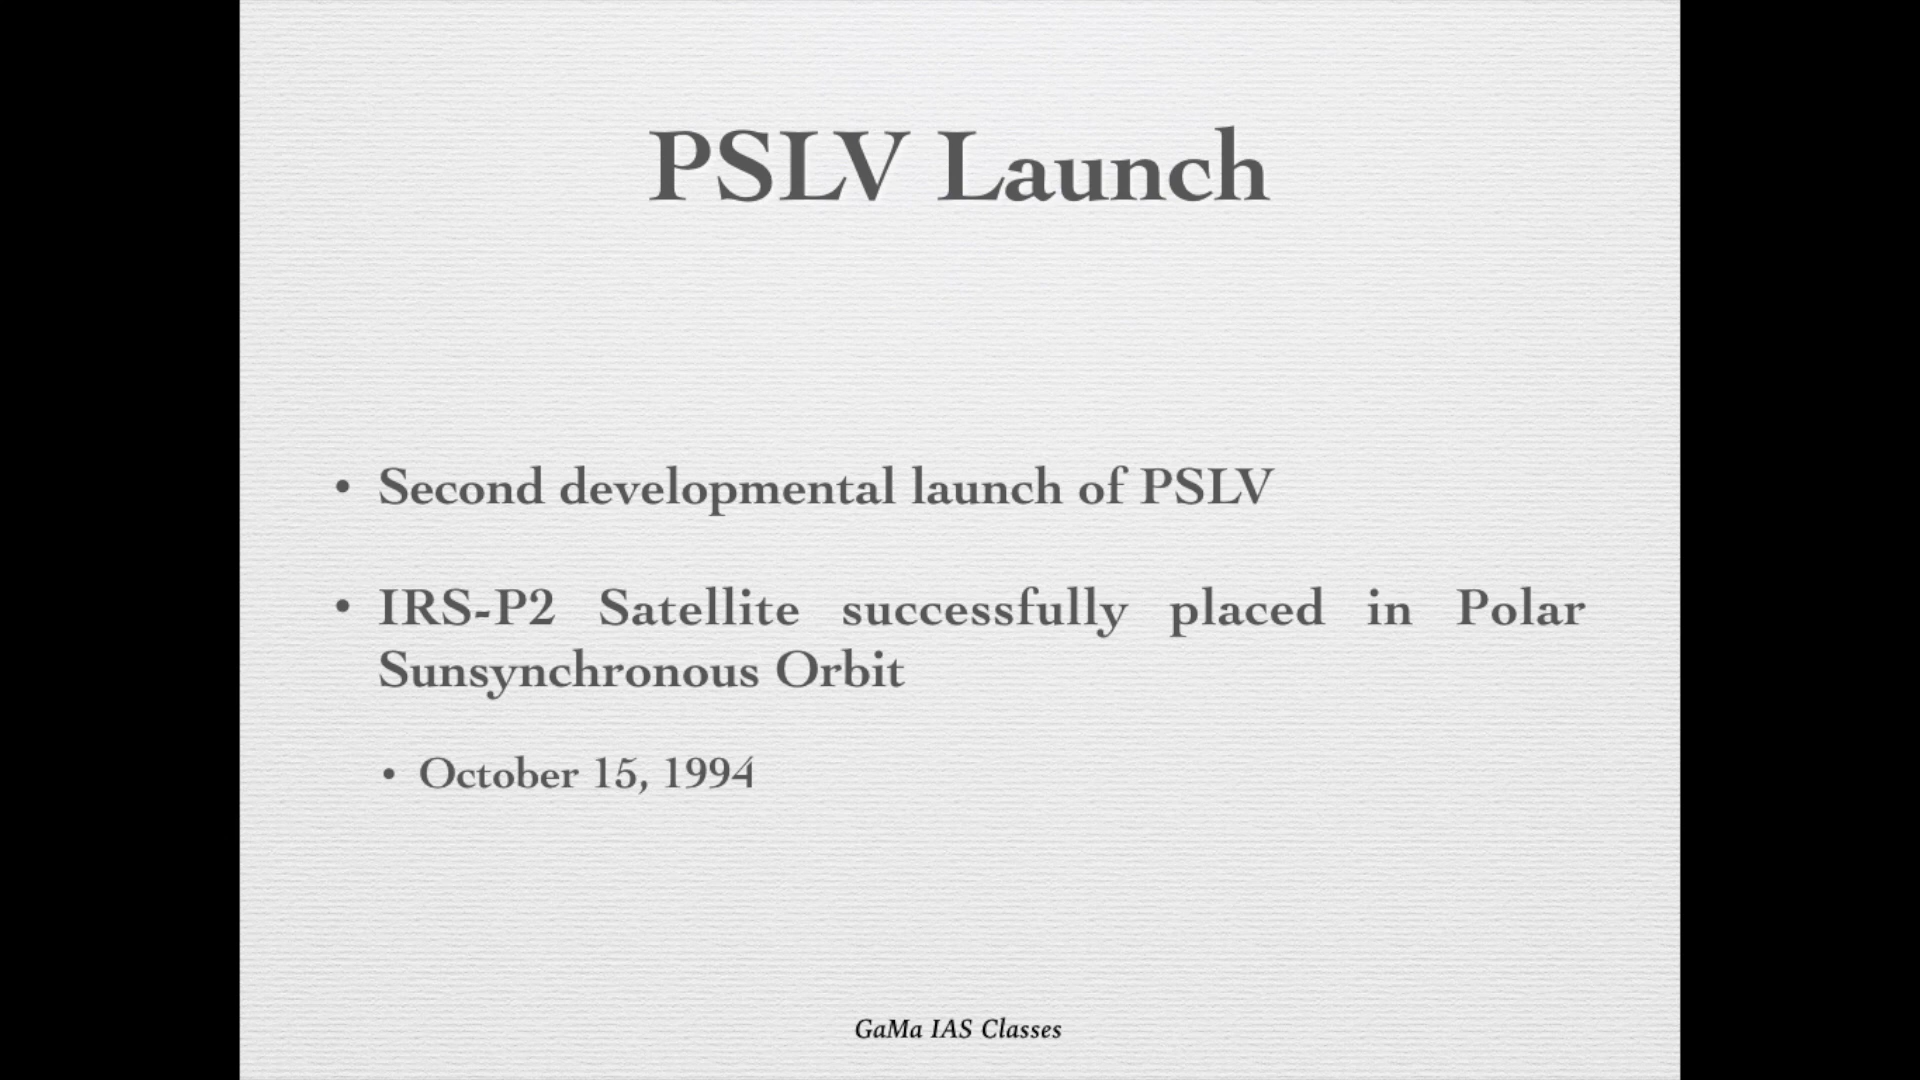 PSLV Launch
• Second developmental launch of PSLV
• IRS-P2 Satellite successfully placed in Polar
Sunsynchronous Orbit
• October 15, 1994
GaMa IAS Classes